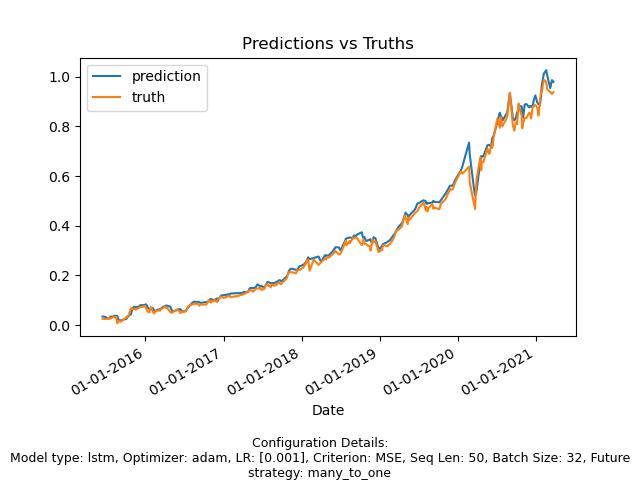 Predictions vs Truths
prediction
truth
1.0
0.8
0.6
0.4
0.2
0.0
01-01-2016
01-01-2017
01-01-2018
01-01-2019
01-01-2020
01-01-2021
Date
Configuration Details:
Model type: lstm, Optimizer: adam, LR: [0.001], Criterion: MSE, Seq Len: 50, Batch Size: 32, Future
strategy: many_to_one